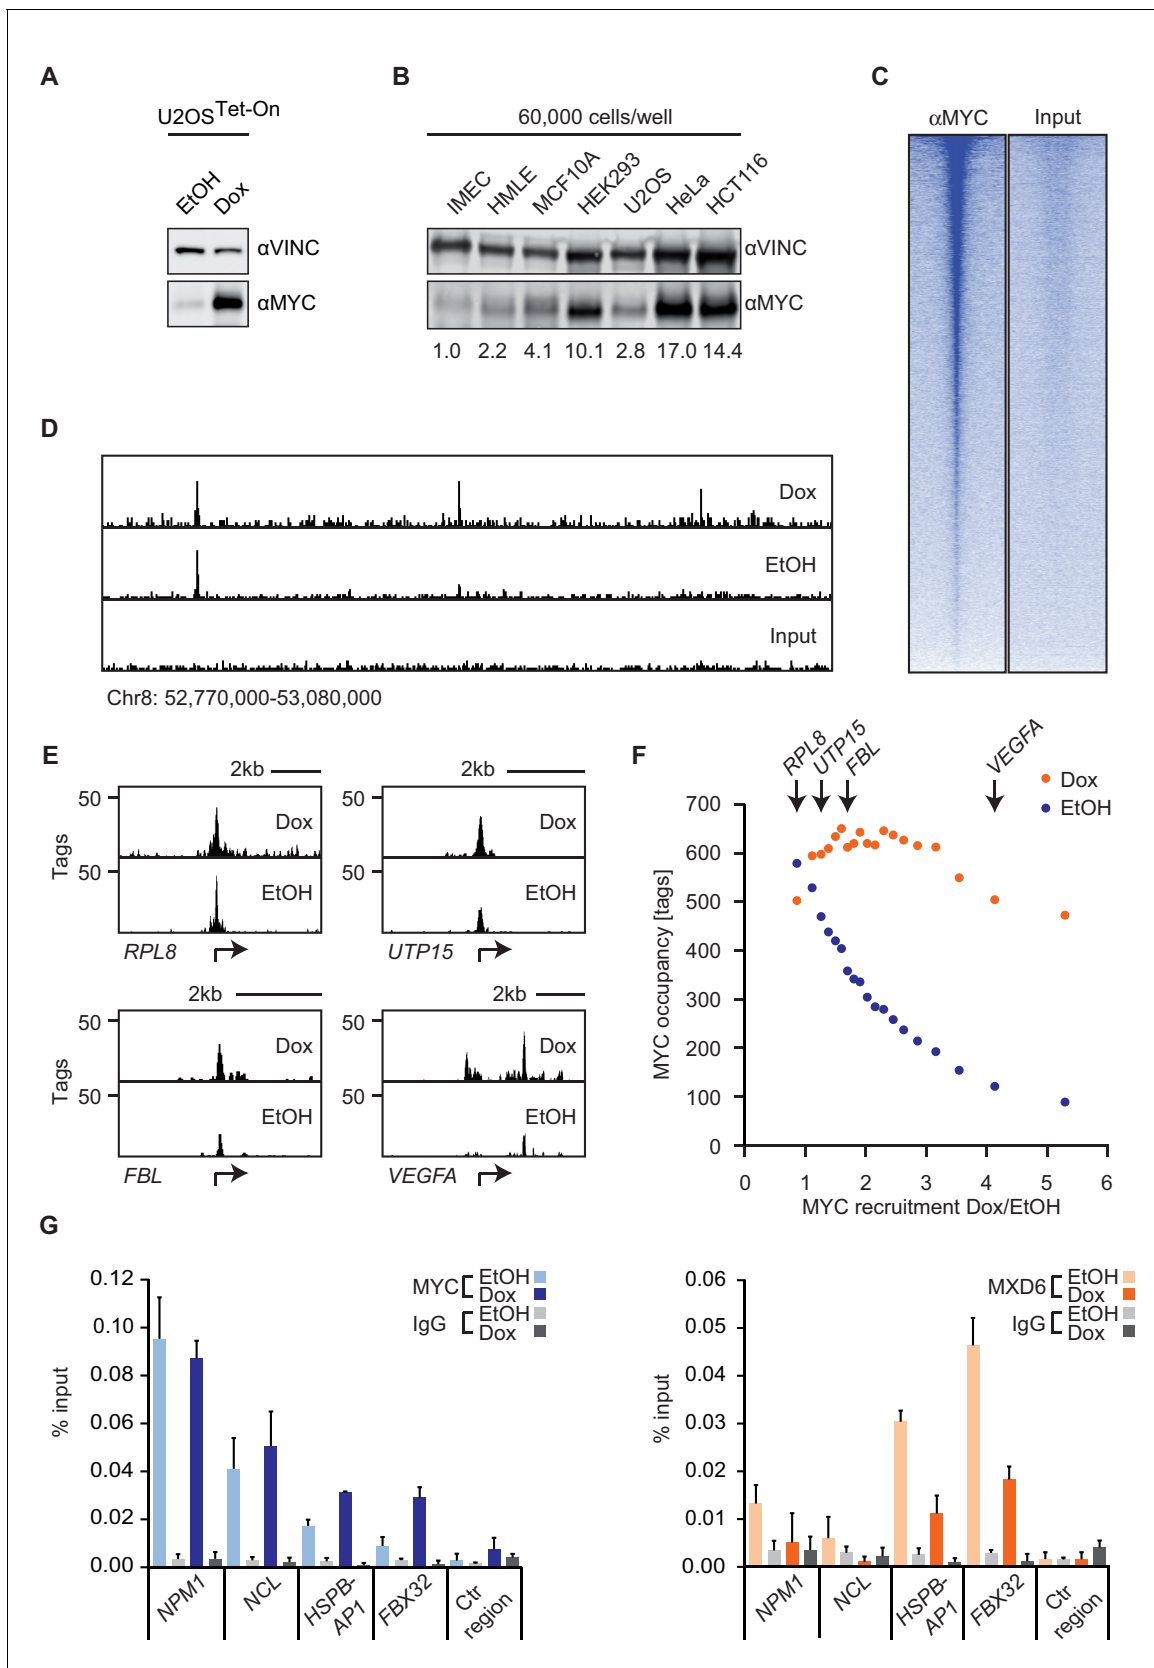 A
U2OS Tet-On
EtOH
Dox
αVINC
αMYC
B
60,000 cells/well
IMEC
HMLE
MCF10A
HEK293
U2OS
HeLa
HCT116
αVINC
αMYC
1.0 2.2 4.1 10.1 2.8 17.0 14.4
C
αMYC
Input
D
Dox
EtOH
Input
Chr8: 52,770,000-53,080,000
E
2kb
50
Dox
Tags
50
EtOH
RPL8
2kb
50
Dox
50
EtOH
UTP15
2kb
50
Dox
Tags
50
EtOH
FBL
2kb
50
Dox
50
EtOH
VEGFA
F
RPL8
UTP15
FBL
VEGFA
Dox
EtOH
MYC occupancy [tags]
700
600
500
400
300
200
100
0
0 1 2 3 4 5 6
MYC recruitment Dox/EtOH
G
% input
0.12
0.10
0.08
0.06
0.04
0.02
0.00
MYC
EtOH
Dox
IgG
EtOH
Dox
NPM1
NCL
HSPB-
AP1
FBX32
Ctr
region
% input
0.06
0.05
0.04
0.03
0.02
0.01
0.00
MXD6
EtOH
Dox
IgG
EtOH
Dox
NPM1
NCL
HSPB-
AP1
FBX32
Ctr
region